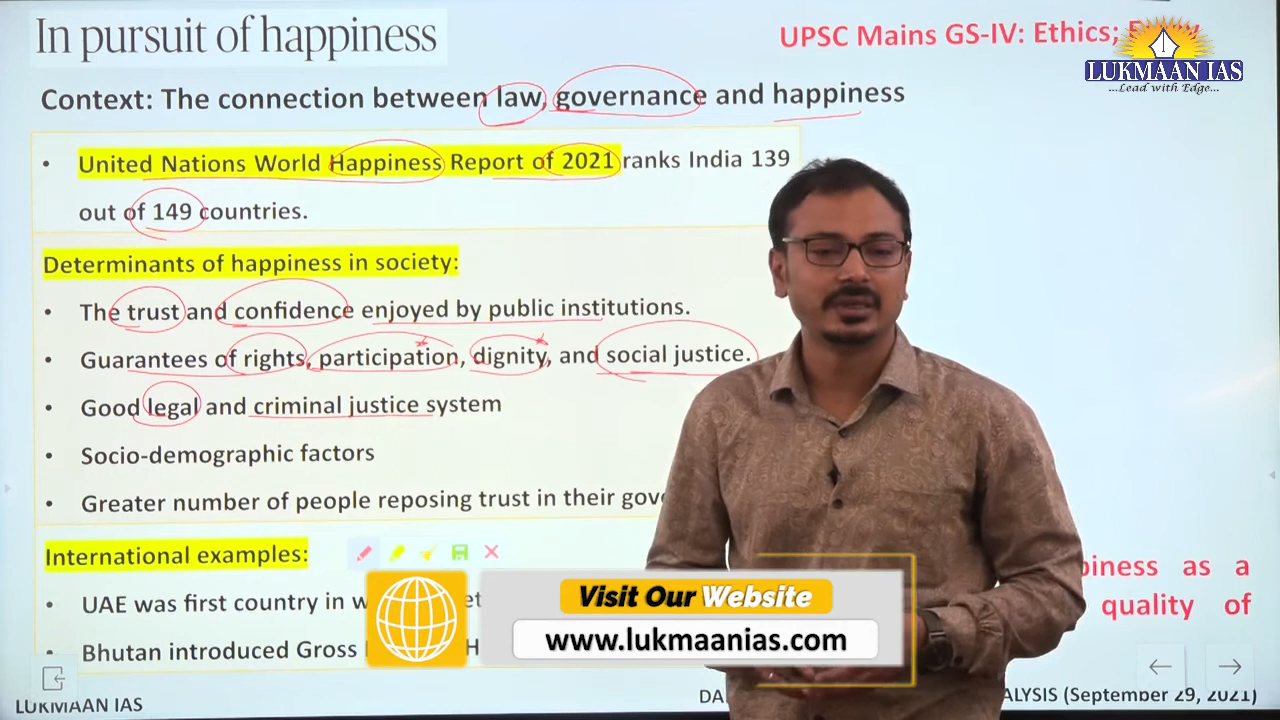 In pursuit of happiness
UPSC Mains GS-IV: Ethics;
LUKMAAN IAS
...Lead with Edge...
Context: The connection between law, governance and happiness
• United Nations World Happiness Report of 2021 ranks India 139
out of 149 countries.
Determinants of happiness in society:
• The trust and confidence enjoyed by public institutions.
• Guarantees of rights, participation, dignity, and social justice.
• Good legal and criminal justice system
• Socio-demographic factors
• Greater number of people reposing trust in their
International examples:
• UAE was first country in
• Bhutan introduced Gross
as a
quality of
Visit Our Website
www.lukmaanias.com
LUKMAAN IAS
(September 29, 2021)